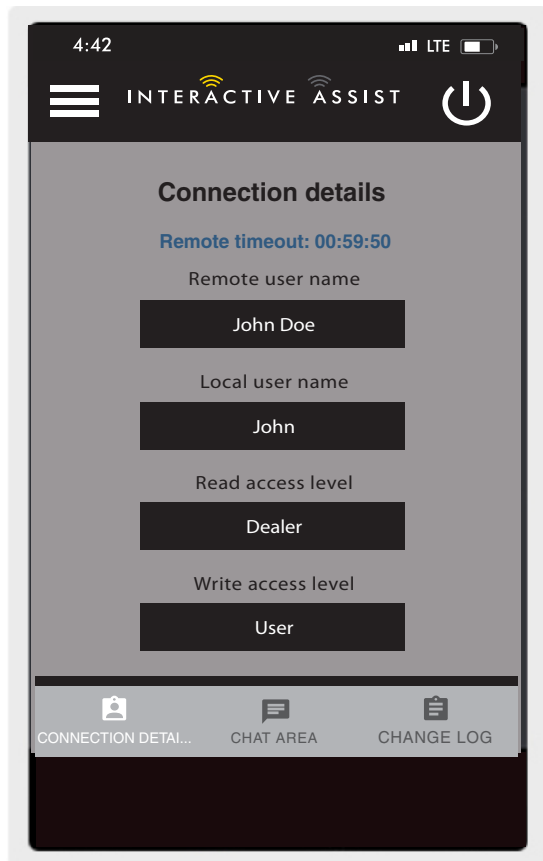 4:42
LTE
INTERACTIVE ASSIST
Connection details
Remote timeout: 00:59:50
Remote user name
John Doe
Local user name
John
Read access level
Dealer
Write access level
User
CONNECTION DETAI...
CHAT AREA
CHANGE LOG